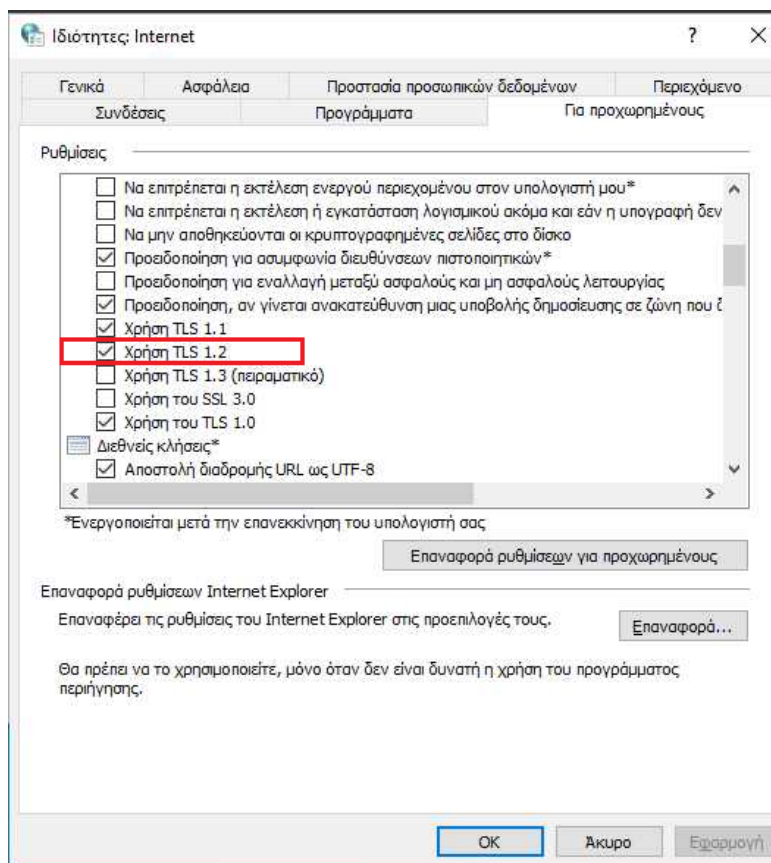 Ιδιότητες: Internet
?
Γενικά Ασφάλεια Προστασία προσωπικών δεδομένων Περιεχόμενο
Συνδέσεις Προγράμματα Για προχωρημένους
Ρυθμίσεις
Να επιτρέπεται η εκτέλεση ενεργού περιεχομένου στον υπολογιστή μου*
Να επιτρέπεται η εκτέλεση ή εγκατάσταση λογισμικού ακόμα και εάν η υπογραφή δεν
Να μην αποθηκεύονται οι κρυπτογραφημένες σελίδες στο δίσκο
Προειδοποίηση για ασυμφωνία διευθύνσεων πιστοποιητικών*
Προειδοποίηση για εναλλαγή μεταξύ ασφαλούς και μη ασφαλούς λειτουργίας
Προειδοποίηση, αν γίνεται ανακατεύθυνση μιας υποβολής δημοσίευσης σε ζώνη που
Χρήση TLS 1.1
Χρήση TLS 1.2
Χρήση TLS 1.3 (πειραματικό)
Χρήση του SSL 3.0
Χρήση του TLS 1.0
Διεθνείς κλήσεις*
Αποστολή διαδρομής URL ως UTF-8
*Ενεργοποιείται μετά την επανεκκίνηση του υπολογιστή σας
Επαναφορά ρυθμίσεων για προχωρημένους
Επαναφορά ρυθμίσεων Internet Explorer
Επαναφέρει τις ρυθμίσεις του Internet Explorer στις προεπιλογές τους.
Επαναφορά...
Θα πρέπει να το χρησιμοποιείτε, μόνο όταν δεν είναι δυνατή η χρήση του προγράμματος
περιήγησης.
OK Άκυρο Εφαρμογή